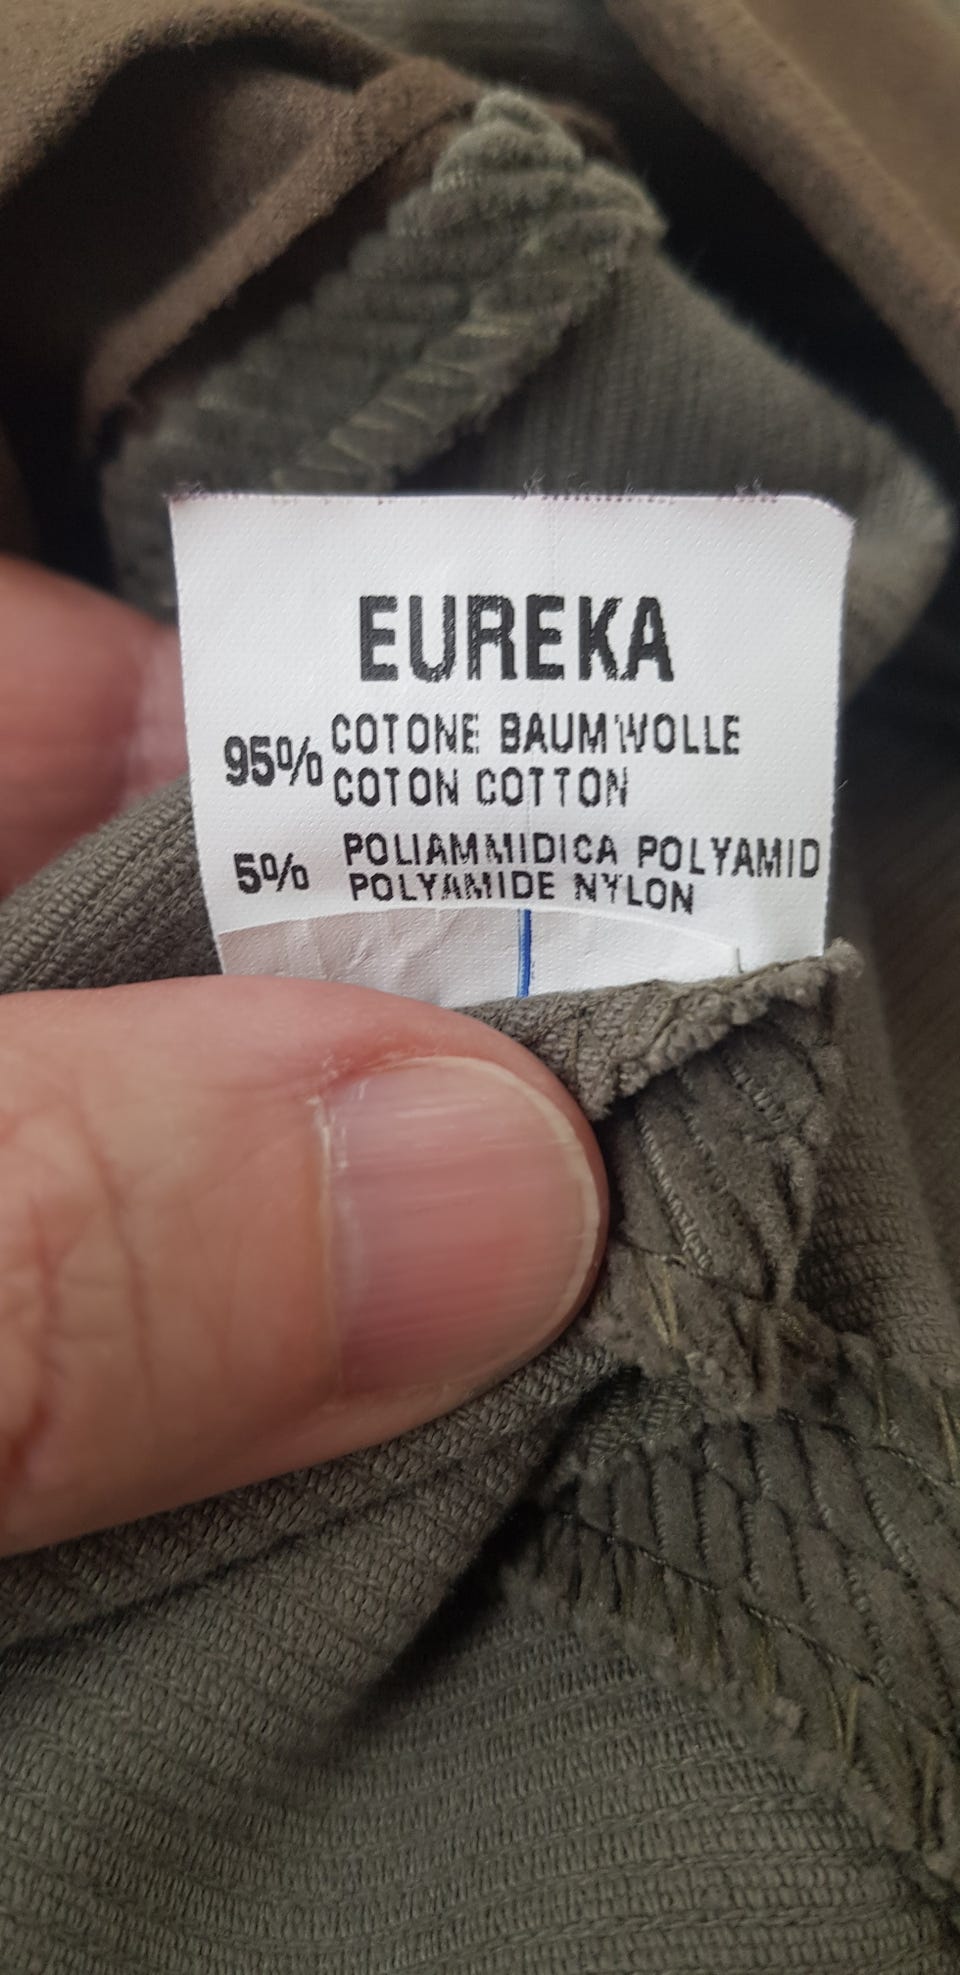 EUREKA
95% COTONE BAUMWOLLE
COTON COTTON
5% POLIAMMIDICA POLYAMID
POLYAMIDE NYLON